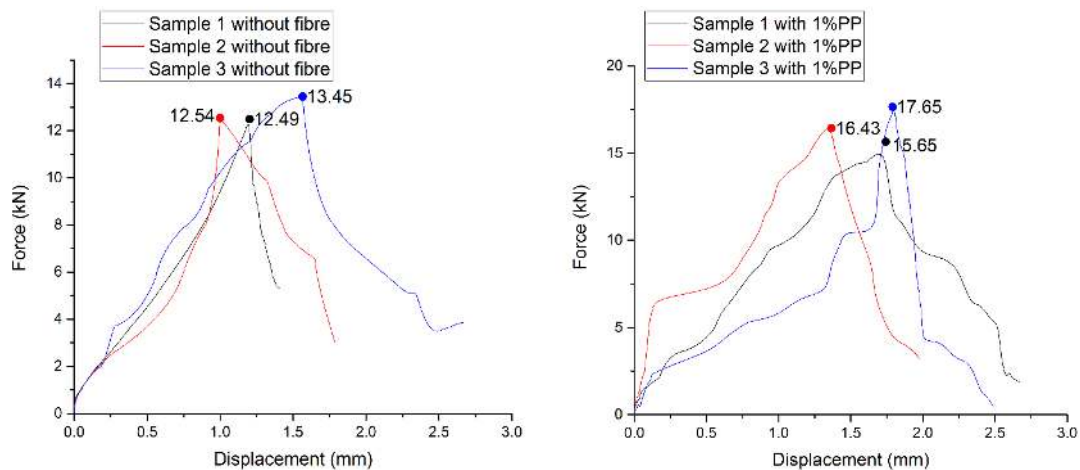 Sample 1 without fibre
Sample 2 without fibre
Sample 3 without fibre
14
12
10
8
6
4
2
0
Force (kN)
12.54
12.49
13.45
0.0 0.5 1.0 1.5 2.0 2.5 3.0
Displacement (mm)
Sample 1 with 1%PP
Sample 2 with 1%PP
Sample 3 with 1%PP
20
15
10
5
0
Force (kN)
17.65
16.43
15.65
0.0 0.5 1.0 1.5 2.0 2.5 3.0
Displacement (mm)